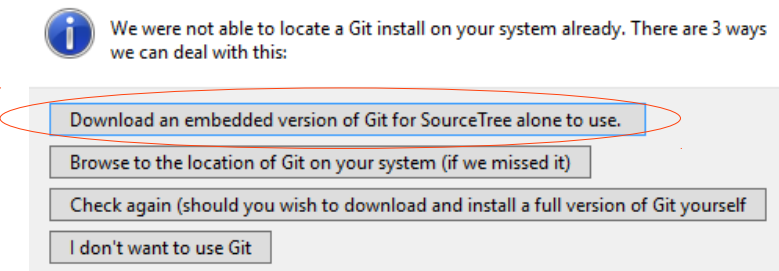 We were not able to locate a Git install on your system already. There are 3 ways
we can deal with this:
Download an embedded version of Git for SourceTree alone to use.
Browse to the location of Git on your system (if we missed it)
Check again (should you wish to download and install a full version of Git yourself
I don't want to use Git